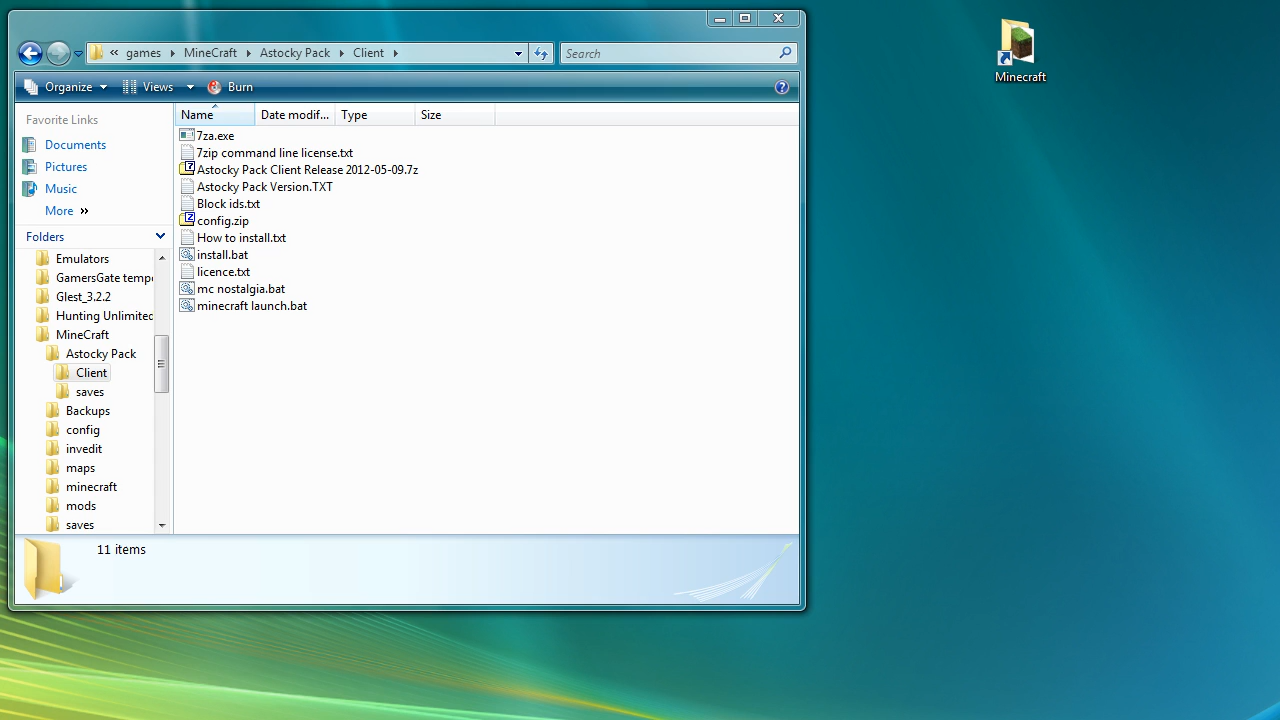 « games MineCraft Astocky Pack Client
Search
Organize Views Burn ?
Minecraft
Favorite Links
Documents
Pictures
Music
More »
Folders
Emulators
GamersGate temp
Glest_3.2.2
Hunting Unlimited
MineCraft
Astocky Pack
Client
saves
Backups
config
invedit
maps
minecraft
mods
saves
Name Date modif... Type Size
7za.exe
7zip command line license.txt
Astocky Pack Client Release 2012-05-09.7z
Astocky Pack Version.TXT
Block ids.txt
config.zip
How to install.txt
install.bat
licence.txt
mc nostalgia.bat
minecraft launch.bat
11 items